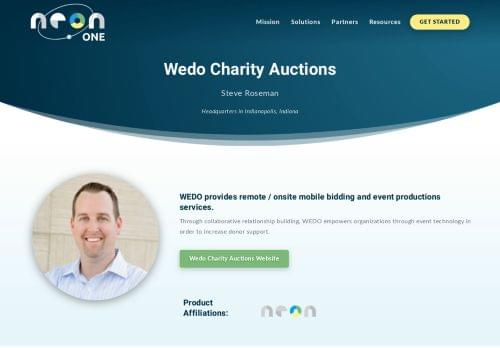 neon
ONE
Mission Solutions Partners Resources GET STARTED
Wedo Charity Auctions
Steve Roseman
Headquarters in Indianapolis, Indiana
WEDO provides remote / onsite mobile bidding and event productions
services.
Through collaborative relationship building, WEDO empowers organizations through event technology in
order to increase donor support.
Wedo Charity Auctions Website
Product
Affiliations:
neon